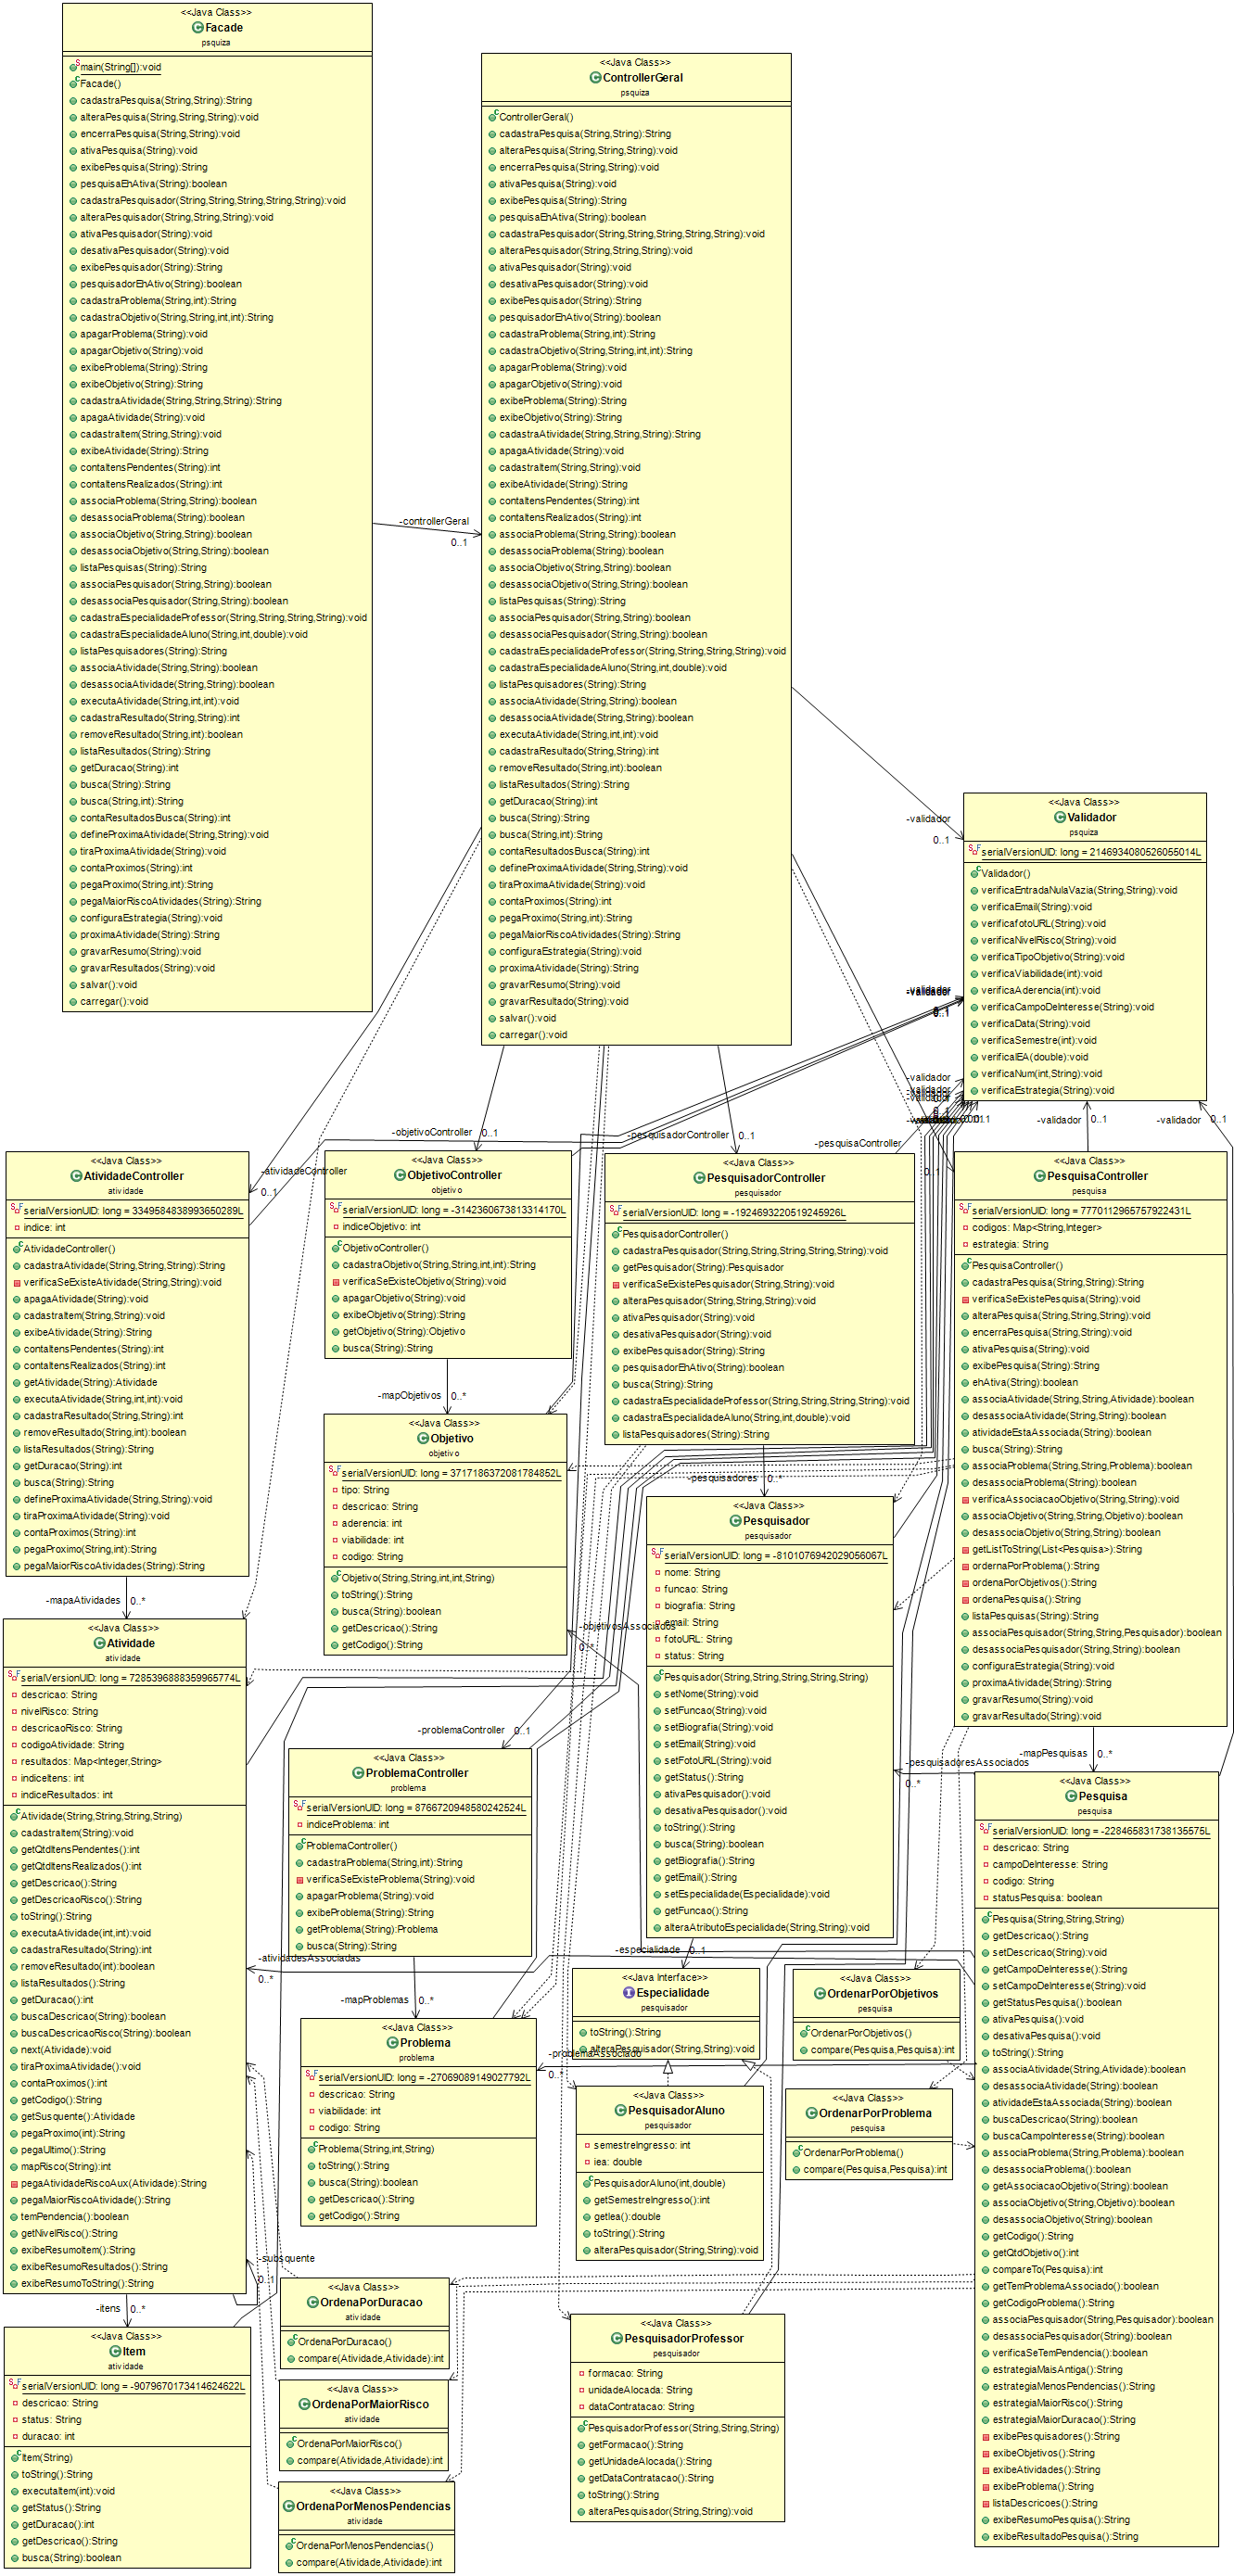 <<Java Class>>
Facade
psquiza
main(String[]):void
Facade()
cadastraPesquisa(String,String):String
alteraPesquisa(String,String,String):void
encerraPesquisa(String,String):void
ativaPesquisa(String):void
exibePesquisa(String):String
pesquisaEhAtiva(String):boolean
cadastraPesquisador(String,String,String,String,String):void
alteraPesquisador(String,String,String):void
ativaPesquisador(String):void
desativaPesquisador(String):void
exibePesquisador(String):String
pesquisadorEhAtivo(String):boolean
cadastraProblema(String,int):String
cadastraObjetivo(String,String,int,int):String
apagarProblema(String):void
apagarObjetivo(String):void
exibeProblema(String):String
exibeObjetivo(String):String
cadastraAtividade(String,String,String):String
apagaAtividade(String):void
cadastraItem(String,String):void
exibeAtividade(String):String
contaItensPendentes(String):int
contaItensRealizados(String):int
associaProblema(String,String):boolean
desassociaProblema(String):boolean
associaObjetivo(String,String):boolean
desassociaObjetivo(String,String):boolean
listaPesquisas(String):String
associaPesquisador(String,String):boolean
desassociaPesquisador(String,String):boolean
cadastraEspecialidadeProfessor(String,String,String,String):void
cadastraEspecialidadeAluno(String,int,double):void
listaPesquisadores(String):String
associaAtividade(String,String):boolean
desassociaAtividade(String,String):boolean
executaAtividade(String,int,int):void
cadastraResultado(String,String):int
removeResultado(String,int):boolean
listaResultados(String):String
getDuracao(String):int
busca(String):String
busca(String,int):String
contaResultadosBusca(String):int
defineProximaAtividade(String,String):void
tiraProximaAtividade(String):void
contaProximos(String):int
pegaProximo(String,int):String
pegaMaiorRiscoAtividades(String):String
configuraEstrategia(String):void
proximaAtividade(String):String
gravarResumo(String):void
gravarResultados(String):void
salvar():void
carregar():void
-controllerGeral
0..1
<<Java Class>>
ControllerGeral
psquiza
ControllerGeral()
cadastraPesquisa(String,String):String
alteraPesquisa(String,String,String):void
encerraPesquisa(String,String):void
ativaPesquisa(String):void
exibePesquisa(String):String
pesquisaEhAtiva(String):boolean
cadastraPesquisador(String,String,String,String,String):void
alteraPesquisador(String,String,String):void
ativaPesquisador(String):void
desativaPesquisador(String):void
exibePesquisador(String):String
pesquisadorEhAtivo(String):boolean
cadastraProblema(String,int):String
cadastraObjetivo(String,String,int,int):String
apagarProblema(String):void
apagarObjetivo(String):void
exibeProblema(String):String
exibeObjetivo(String):String
cadastraAtividade(String,String,String):String
apagaAtividade(String):void
cadastraItem(String,String):void
exibeAtividade(String):String
contaItensPendentes(String):int
contaItensRealizados(String):int
associaProblema(String,String):boolean
desassociaProblema(String):boolean
associaObjetivo(String,String):boolean
desassociaObjetivo(String,String):boolean
listaPesquisas(String):String
associaPesquisador(String,String):boolean
desassociaPesquisador(String,String):boolean
cadastraEspecialidadeProfessor(String,String,String,String):void
cadastraEspecialidadeAluno(String,int,double):void
listaPesquisadores(String):String
associaAtividade(String,String):boolean
desassociaAtividade(String,String):boolean
executaAtividade(String,int,int):void
cadastraResultado(String,String):int
removeResultado(String,int):boolean
listaResultados(String):String
getDuracao(String):int
busca(String):String
busca(String,int):String
contaResultadosBusca(String):int
defineProximaAtividade(String,String):void
tiraProximaAtividade(String):void
contaProximos(String):int
pegaProximo(String,int):String
pegaMaiorRiscoAtividades(String):String
configuraEstrategia(String):void
proximaAtividade(String):String
gravarResumo(String):void
gravarResultado(String):void
salvar():void
carregar():void
-validador
0..1
<<Java Class>>
Validador
psquiza
serialVersionUID: long = 2146934080526055014L
Validador()
verificaEntradaNulaVazia(String,String):void
verificaEmail(String):void
verificafotoURL(String):void
verificaNivelRisco(String):void
verificaTipoObjetivo(String):void
verificaViabilidade(int):void
verificaAderencia(int):void
verificaCampoDeInteresse(String):void
verificaData(String):void
verificaSemestre(int):void
verificaIEA(double):void
verificaNum(int,String):void
verificaEstrategia(String):void
-validador
0..1
-validador
-validador
0..1
-validador
0..1
-atividadeController
0..1
-objetivoController
0..1
-pesquisadorController
0..1
-pesquisaController
0..1
<<Java Class>>
AtividadeController
atividade
serialVersionUID: long = 3349584838993650289L
indice: int
AtividadeController()
cadastraAtividade(String,String,String):String
verificaSeExisteAtividade(String,String):void
apagaAtividade(String):void
cadastraItem(String,String):void
exibeAtividade(String):String
contaItensPendentes(String):int
contaItensRealizados(String):int
getAtividade(String):Atividade
executaAtividade(String,int,int):void
cadastraResultado(String,String):int
removeResultado(String,int):boolean
listaResultados(String):String
getDuracao(String):int
busca(String):String
defineProximaAtividade(String,String):void
tiraProximaAtividade(String):void
contaProximos(String):int
pegaProximo(String,int):String
pegaMaiorRiscoAtividades(String):String
-mapaAtividades
0..*
<<Java Class>>
ObjetivoController
objetivo
serialVersionUID: long = -3142360673813314170L
indiceObjetivo: int
ObjetivoController()
cadastraObjetivo(String,String,int,int):String
verificaSeExisteObjetivo(String):void
apagarObjetivo(String):void
exibeObjetivo(String):String
getObjetivo(String):Objetivo
busca(String):String
-mapObjetivos
0..*
<<Java Class>>
PesquisadorController
pesquisador
serialVersionUID: long = -1924693220519245926L
PesquisadorController()
cadastraPesquisador(String,String,String,String,String):void
getPesquisador(String):Pesquisador
verificaSeExistePesquisador(String,String):void
alteraPesquisador(String,String,String):void
ativaPesquisador(String):void
desativaPesquisador(String):void
exibePesquisador(String):String
pesquisadorEhAtivo(String):boolean
busca(String):String
cadastraEspecialidadeProfessor(String,String,String,String):void
cadastraEspecialidadeAluno(String,int,double):void
listaPesquisadores(String):String
-pesquisadores
0..*
<<Java Class>>
PesquisaController
pesquisa
serialVersionUID: long = 7770112965757922431L
codigos: Map<String,Integer>
estrategia: String
PesquisaController()
cadastraPesquisa(String,String):String
verificaSeExistePesquisa(String):void
alteraPesquisa(String,String,String):void
encerraPesquisa(String,String):void
ativaPesquisa(String):void
exibePesquisa(String):String
ehAtiva(String):boolean
associaAtividade(String,String,Atividade):boolean
desassociaAtividade(String,String):boolean
atividadeEstaAssociada(String):boolean
busca(String):String
associaProblema(String,String,Problema):boolean
desassociaProblema(String):boolean
verificaAssociacaoObjetivo(String,String):void
associaObjetivo(String,String,Objetivo):boolean
desassociaObjetivo(String,String):boolean
getListToString(List<Pesquisa>):String
ordernaPorProblema():String
ordenaPorObjetivos():String
ordenaPesquisa():String
listaPesquisas(String):String
associaPesquisador(String,String,Pesquisador):boolean
desassociaPesquisador(String,String):boolean
configuraEstrategia(String):void
proximaAtividade(String):String
gravarResumo(String):void
gravarResultado(String):void
-mapPesquisas
0..*
<<Java Class>>
Objetivo
objetivo
serialVersionUID: long = 3717186372081784852L
tipo: String
descricao: String
aderencia: int
viabilidade: int
codigo: String
Objetivo(String,String,int,int,String)
toString():String
busca(String):boolean
getDescricao():String
getCodigo():String
-objetivosAssociados
0..*
<<Java Class>>
Pesquisador
pesquisador
serialVersionUID: long = -8101076942029056067L
nome: String
funcao: String
biografia: String
email: String
fotoURL: String
status: String
Pesquisador(String,String,String,String,String)
setNome(String):void
setFuncao(String):void
setBiografia(String):void
setEmail(String):void
setFotoURL(String):void
getStatus():String
ativaPesquisador():void
desativaPesquisador():void
toString():String
busca(String):boolean
getBiografia():String
getEmail():String
setEspecialidade(Especialidade):void
getFuncao():String
alteraAtributoEspecialidade(String,String):void
-pesquisadoresAssociados
0..*
-especialidade
0..1
<<Java Class>>
Atividade
atividade
serialVersionUID: long = 7285396888359965774L
descricao: String
nivelRisco: String
descricaoRisco: String
codigoAtividade: String
resultados: Map<Integer,String>
indiceItens: int
indiceResultados: int
Atividade(String,String,String,String)
cadastraItem(String):void
getQtdItensPendentes():int
getQtdItensRealizados():int
getDescricao():String
getDescricaoRisco():String
toString():String
executaAtividade(int,int):void
cadastraResultado(String):int
removeResultado(int):boolean
listaResultados():String
getDuracao():int
buscaDescricao(String):boolean
buscaDescricaoRisco(String):boolean
next(Atividade):void
tiraProximaAtividade():void
contaProximos():int
getCodigo():String
getSusquente():Atividade
pegaProximo(int):String
pegaUltimo():String
mapRisco(String):int
pegaAtividadeRiscoAux(Atividade):String
pegaMaiorRiscoAtividade():String
temPendencia():boolean
getNivelRisco():String
exibeResumoItem():String
exibeResumoResultados():String
exibeResumoToString():String
-atividadesAssociadas
0..*
-subsquente
0..1
-itens
0..*
<<Java Class>>
ProblemaController
problema
serialVersionUID: long = 8766720948580242524L
indiceProblema: int
ProblemaController()
cadastraProblema(String,int):String
verificaSeExisteProblema(String):void
apagarProblema(String):void
exibeProblema(String):String
getProblema(String):Problema
busca(String):String
-problemaController
0..1
-mapProblemas
0..*
<<Java Class>>
Problema
problema
serialVersionUID: long = -27069089149027792L
descricao: String
viabilidade: int
codigo: String
Problema(String,int,String)
toString():String
busca(String):boolean
getDescricao():String
getCodigo():String
-problemaAssociado
0..*
<<Java Interface>>
Especialidade
pesquisador
toString():String
alteraPesquisador(String,String):void
<<Java Class>>
OrdenarPorObjetivos
pesquisa
OrdenarPorObjetivos()
compare(Pesquisa,Pesquisa):int
<<Java Class>>
OrdenarPorProblema
pesquisa
OrdenarPorProblema()
compare(Pesquisa,Pesquisa):int
<<Java Class>>
PesquisadorAluno
pesquisador
semestreIngresso: int
iea: double
PesquisadorAluno(int,double)
getSemestreIngresso():int
getIea():double
toString():String
alteraPesquisador(String,String):void
<<Java Class>>
Pesquisa
pesquisa
serialVersionUID: long = -228465831738135575L
descricao: String
campoDeInteresse: String
codigo: String
statusPesquisa: boolean
Pesquisa(String,String,String)
getDescricao():String
setDescricao(String):void
getCampoDeInteresse():String
setCampoDeInteresse(String):void
getStatusPesquisa():boolean
ativaPesquisa():void
desativaPesquisa():void
toString():String
associaAtividade(String,Atividade):boolean
desassociaAtividade(String):boolean
atividadeEstaAssociada(String):boolean
buscaDescricao(String):boolean
buscaCampoInteresse(String):boolean
associaProblema(String,Problema):boolean
desassociaProblema():boolean
getAssociacaoObjetivo(String):boolean
associaObjetivo(String,Objetivo):boolean
desassociaObjetivo(String):boolean
getCodigo():String
getQtdObjetivo():int
compareTo(Pesquisa):int
getTemProblemaAssociado():boolean
getCodigoProblema():String
associaPesquisador(String,Pesquisador):boolean
desassociaPesquisador(String):boolean
verificaSeTemPendencia():boolean
estrategiaMaisAntiga():String
estrategiaMenosPendencias():String
estrategiaMaiorRisco():String
estrategiaMaiorDuracao():String
exibePesquisadores():String
exibeObjetivos():String
exibeAtividades():String
exibeProblema():String
listaDescricoes():String
exibeResumoPesquisa():String
exibeResultadoPesquisa():String
<<Java Class>>
OrdenaPorDuracao
atividade
OrdenaPorDuracao()
compare(Atividade,Atividade):int
<<Java Class>>
PesquisadorProfessor
pesquisador
formacao: String
unidadeAlocada: String
dataContratacao: String
PesquisadorProfessor(String,String,String)
getFormacao():String
getUnidadeAlocada():String
getDataContratacao():String
toString():String
alteraPesquisador(String,String):void
<<Java Class>>
Item
atividade
serialVersionUID: long = -9079670173414624622L
descricao: String
status: String
duracao: int
Item(String)
toString():String
executaItem(int):void
getStatus():String
getDuracao():int
getDescricao():String
busca(String):boolean
<<Java Class>>
OrdenaPorMaiorRisco
atividade
OrdenaPorMaiorRisco()
compare(Atividade,Atividade):int
<<Java Class>>
OrdenaPorMenosPendencias
atividade
OrdenaPorMenosPendencias()
compare(Atividade,Atividade):int